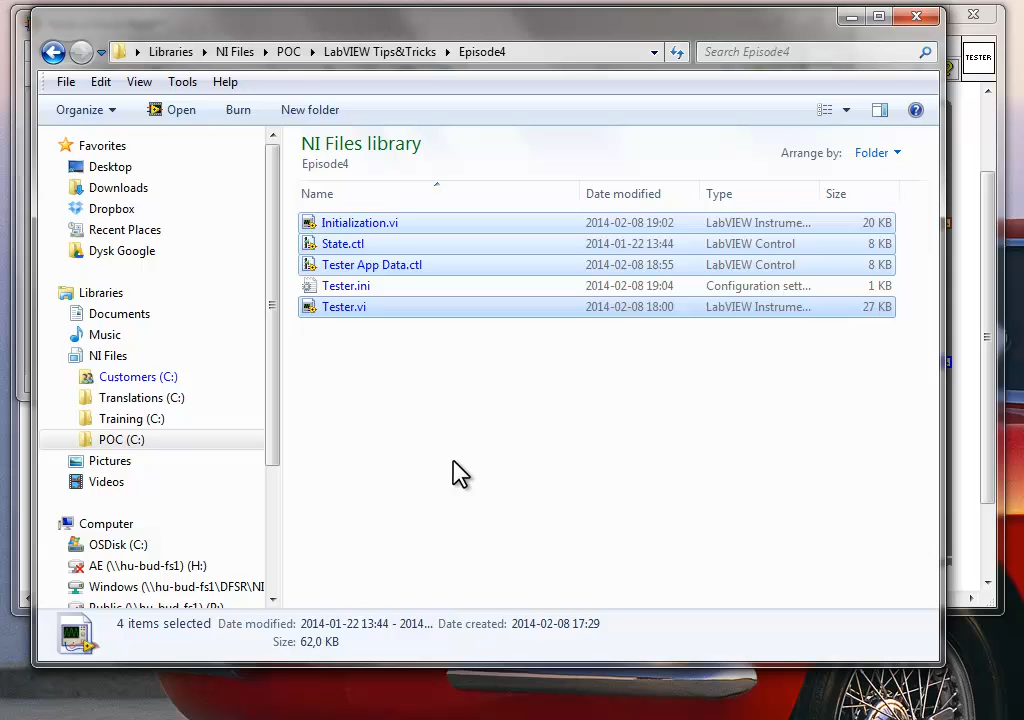 Libraries NI Files POC LabVIEW Tips&Tricks Episode4 Search Episode4
TESTER
File Edit View Tools Help
Organize Open Burn New folder
Favorites
Desktop
Downloads
Dropbox
Recent Places
Dysk Google
Libraries
Documents
Music
NI Files
Customers (C:)
Translations (C:)
Training (C:)
POC (C:)
Pictures
Videos
Computer
OSDisk (C:)
AE (\\hu-bud-fs1) (H:)
Windows (\\hu-bud-fs1\DFSR\NI
Public (\\hu-bud-fs1) (P:)
NI Files library
Episode4
Arrange by: Folder
Name Date modified Type Size
Initialization.vi 2014-02-08 19:02 LabVIEW Instrume... 20 KB
State.ctl 2014-01-22 13:44 LabVIEW Control 8 KB
Tester App Data.ctl 2014-02-08 18:55 LabVIEW Control 8 KB
Tester.ini 2014-02-08 19:04 Configuration sett... 1 KB
Tester.vi 2014-02-08 18:00 LabVIEW Instrume... 27 KB
4 items selected Date modified: 2014-01-22 13:44 - 2014... Date created: 2014-02-08 17:29
Size: 62,0 KB